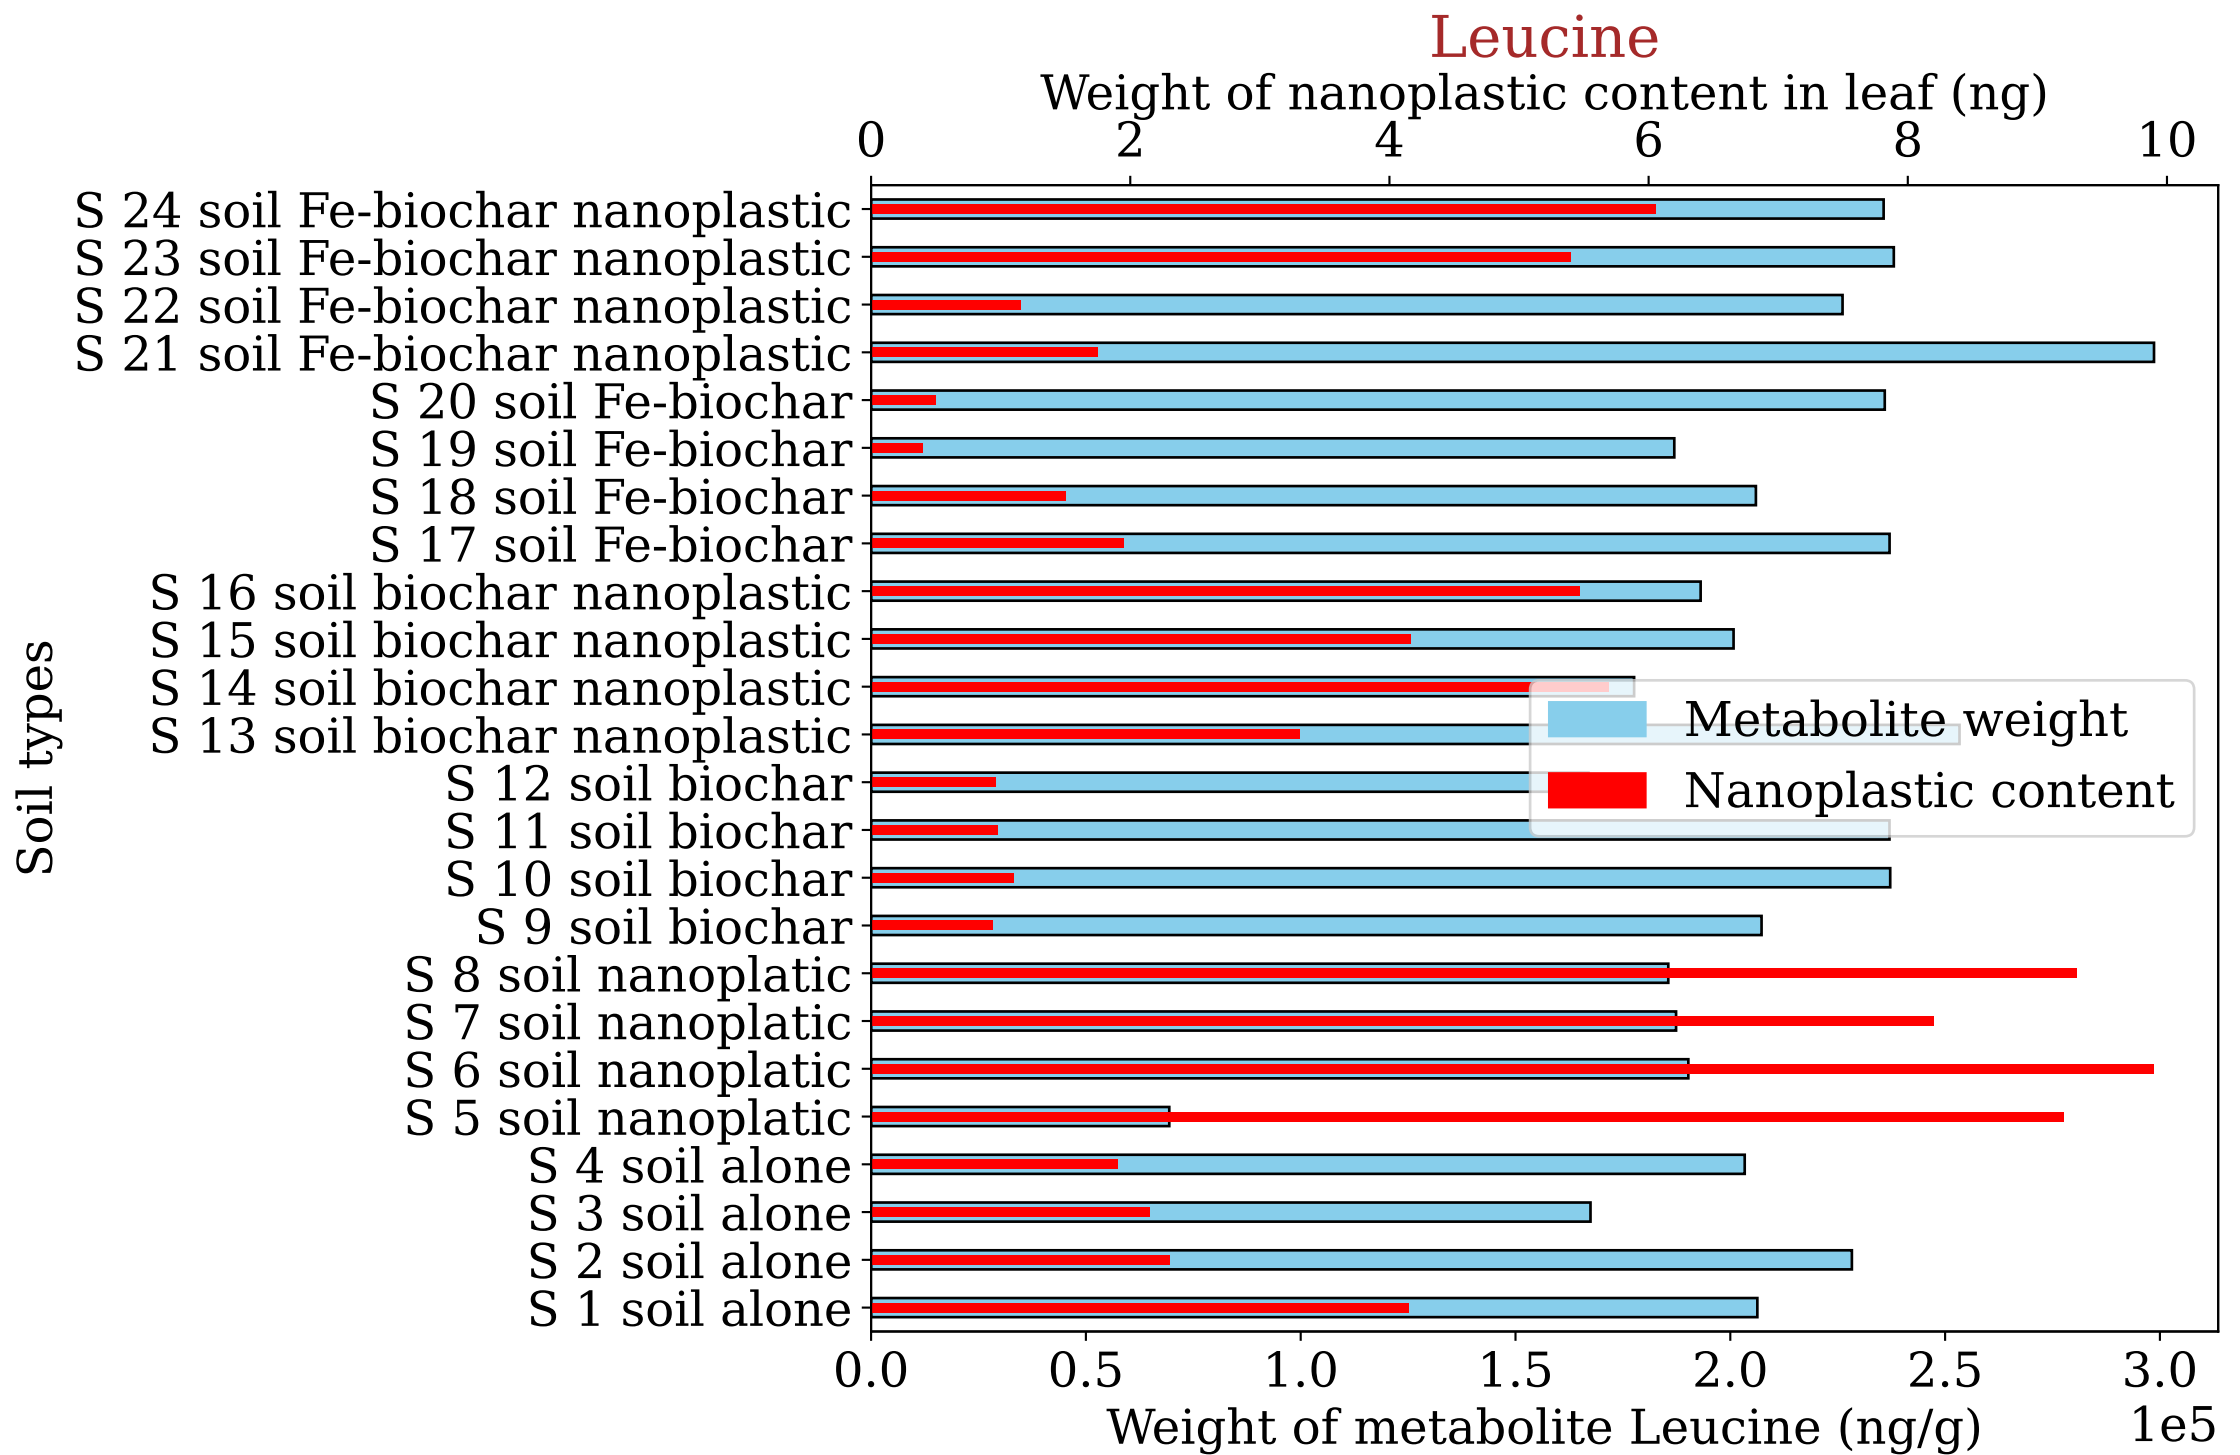 Leucine
Weight of nanoplastic content in leaf (ng)
0 2 4 6 8 10
S 24 soil Fe-biochar nanoplastic
S 23 soil Fe-biochar nanoplastic
S 22 soil Fe-biochar nanoplastic
S 21 soil Fe-biochar nanoplastic
S 20 soil Fe-biochar
S 19 soil Fe-biochar
S 18 soil Fe-biochar
S 17 soil Fe-biochar
S 16 soil biochar nanoplastic
S 15 soil biochar nanoplastic
S 14 soil biochar nanoplastic
S 13 soil biochar nanoplastic
S 12 soil biochar
S 11 soil biochar
S 10 soil biochar
S 9 soil biochar
S 8 soil nanoplatic
S 7 soil nanoplatic
S 6 soil nanoplatic
S 5 soil nanoplatic
S 4 soil alone
S 3 soil alone
S 2 soil alone
S 1 soil alone
Soil types
Metabolite weight
Nanoplastic content
0.0 0.5 1.0 1.5 2.0 2.5 3.0
Weight of metabolite Leucine (ng/g)
1e5